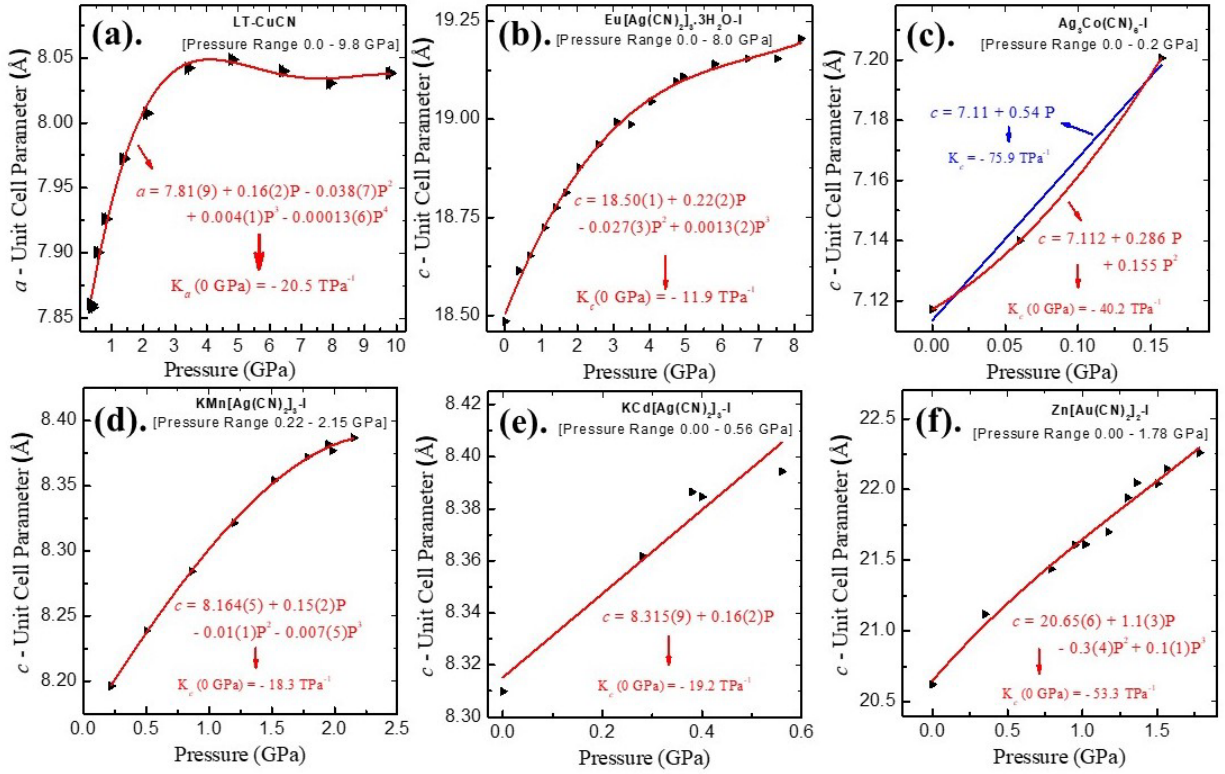 (a).
LT-CuCN
[Pressure Range 0.0 - 9.8 GPa]
a - Unit Cell Parameter (Å)
8.05
8.00
7.95
7.90
7.85
a = 7.81(9) + 0.16(2)P - 0.038(7)P²
+ 0.004(1)P³ - 0.00013(6)P⁴
Kₐ (0 GPa) = - 20.5 TPa⁻¹
1 2 3 4 5 6 7 8 9 10
Pressure (GPa)
(b).
Eu[Ag(CN)₂]₃.3H₂O-I
[Pressure Range 0.0 - 8.0 GPa]
c - Unit Cell Parameter (Å)
19.25
19.00
18.75
18.50
c = 18.50(1) + 0.22(2)P
- 0.027(3)P² + 0.0013(2)P³
K_c(0 GPa) = - 11.9 TPa⁻¹
0 1 2 3 4 5 6 7 8
Pressure (GPa)
(c).
Ag₃Co(CN)₆-I
[Pressure Range 0.0 - 0.2 GPa]
c - Unit Cell Parameter (Å)
7.20
7.18
7.16
7.14
7.12
c = 7.11 + 0.54 P
K_c = - 75.9 TPa⁻¹
c = 7.112 + 0.286 P
+ 0.155 P²
K_c (0 GPa) = - 40.2 TPa⁻¹
0.00 0.05 0.10 0.15
Pressure (GPa)
(d).
KMn[Ag(CN)₂]₃-I
[Pressure Range 0.22 - 2.15 GPa]
c - Unit Cell Parameter (Å)
8.40
8.35
8.30
8.25
8.20
c = 8.164(5) + 0.15(2)P
- 0.01(1)P² - 0.007(5)P³
K_c (0 GPa) = - 18.3 TPa⁻¹
0.0 0.5 1.0 1.5 2.0 2.5
Pressure (GPa)
(e).
KCd[Ag(CN)₂]₃-I
[Pressure Range 0.00 - 0.56 GPa]
c - Unit Cell Parameter (Å)
8.42
8.40
8.38
8.36
8.34
8.32
8.30
c = 8.315(9) + 0.16(2)P
K_c (0 GPa) = - 19.2 TPa⁻¹
0.0 0.2 0.4 0.6
Pressure (GPa)
(f).
Zn[Au(CN)₂]₂-I
[Pressure Range 0.00 - 1.78 GPa]
c - Unit Cell Parameter (Å)
22.5
22.0
21.5
21.0
20.5
c = 20.65(6) + 1.1(3)P
- 0.3(4)P² + 0.1(1)P³
K_c (0 GPa) = - 53.3 TPa⁻¹
0.0 0.5 1.0 1.5
Pressure (GPa)